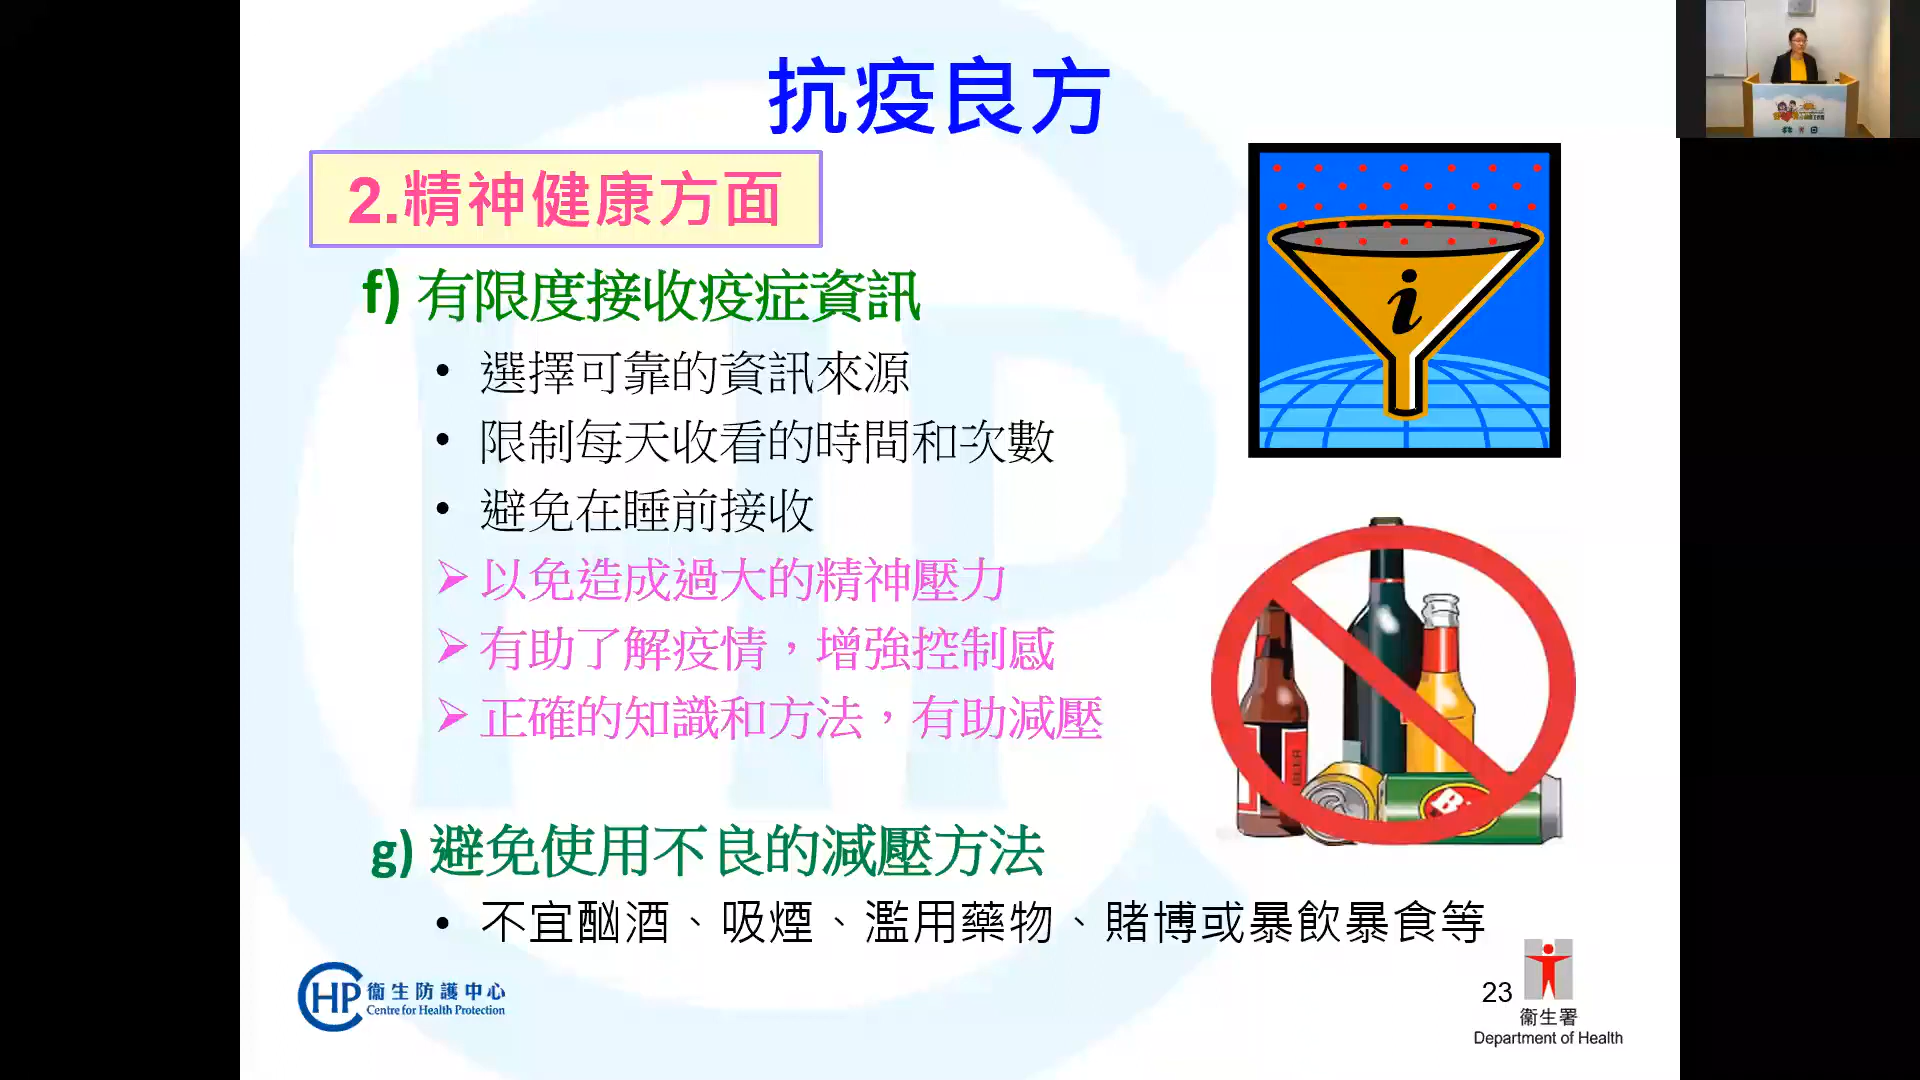 抗疫良方
2.精神健康方面
f) 有限度接收疫症資訊
• 選擇可靠的資訊來源
• 限制每天收看的時間和次數
• 避免在睡前接收
➢ 以免造成過大的精神壓力
➢ 有助了解疫情，增強控制感
➢ 正確的知識和方法，有助減壓
i
BEER
g) 避免使用不良的減壓方法
• 不宜酗酒、吸煙、濫用藥物、賭博或暴飲暴食等
CHP 衞生防護中心
Centre for Health Protection
23
衞生署
Department of Health